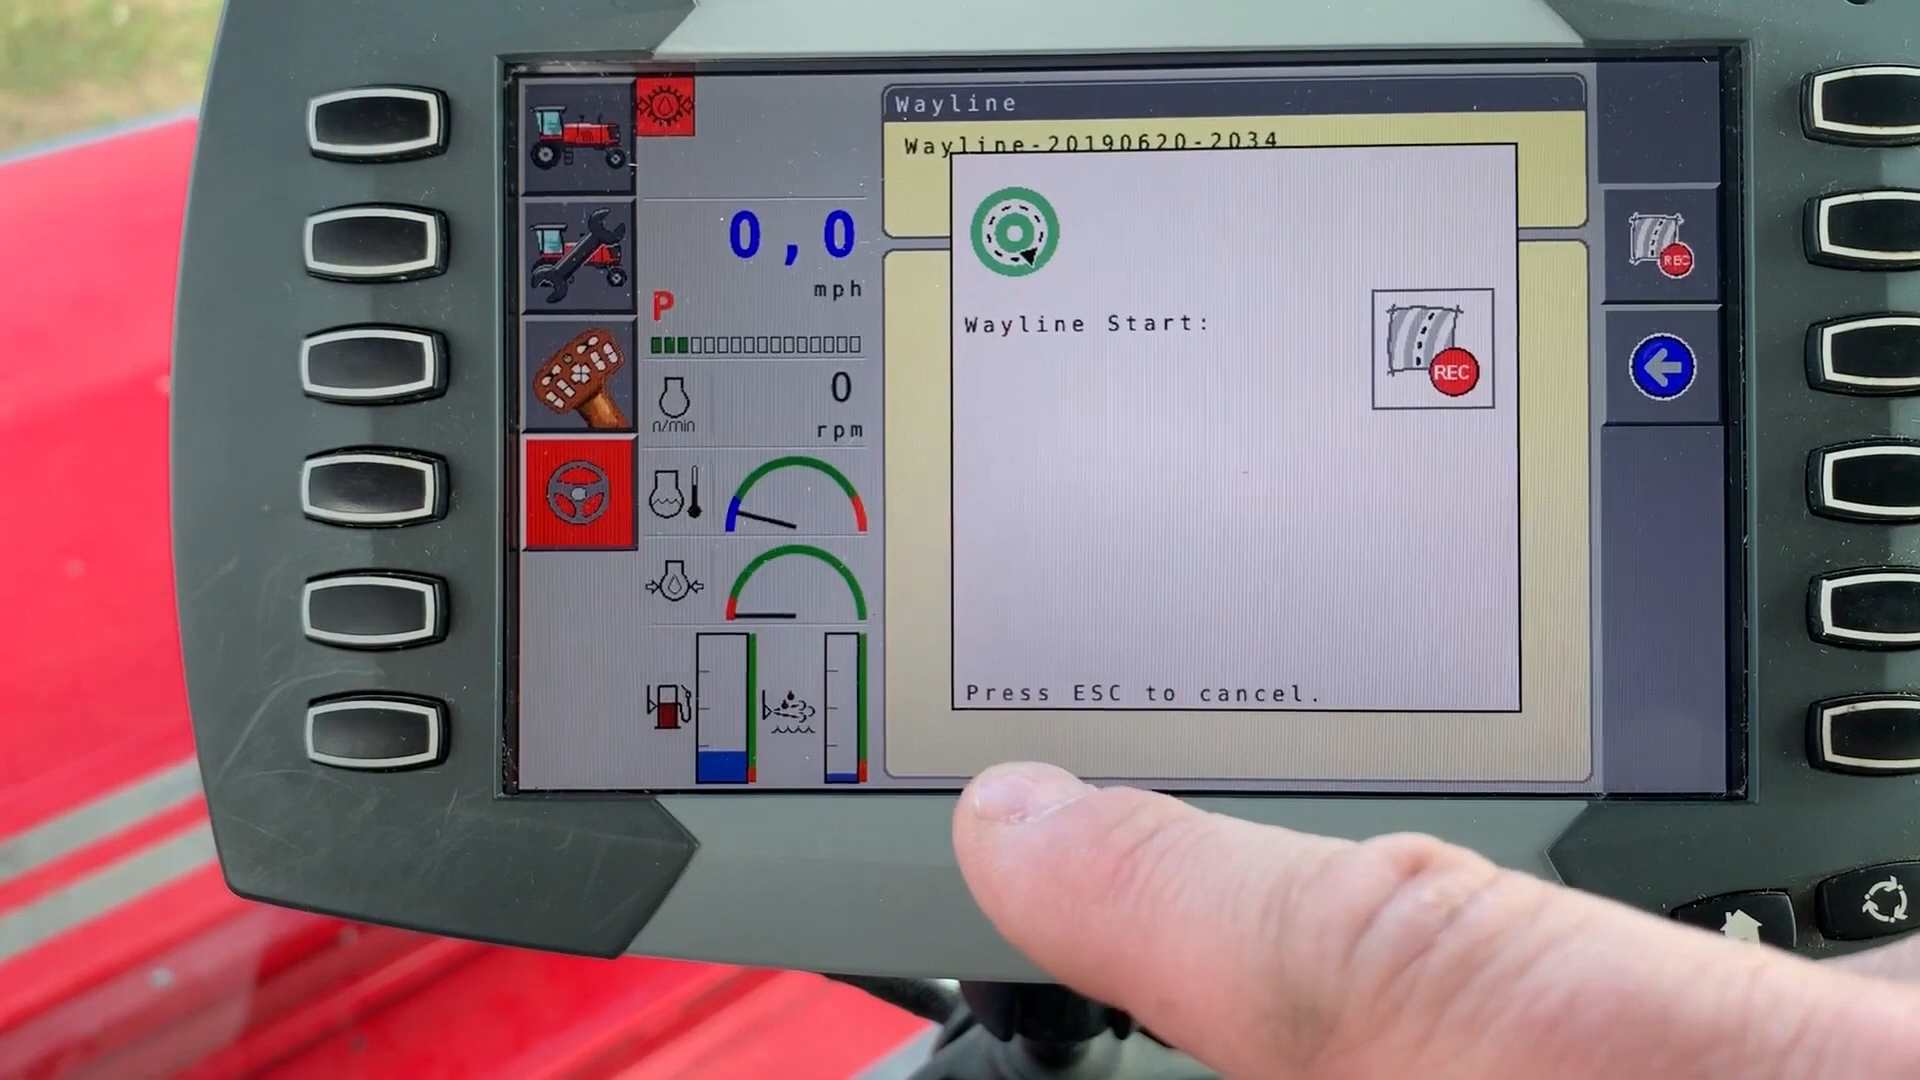 Wayline
Wayline-20190620-2034
0,0
mph
P
0
n/min
rpm
Wayline Start:
REC
REC
Press ESC to cancel.